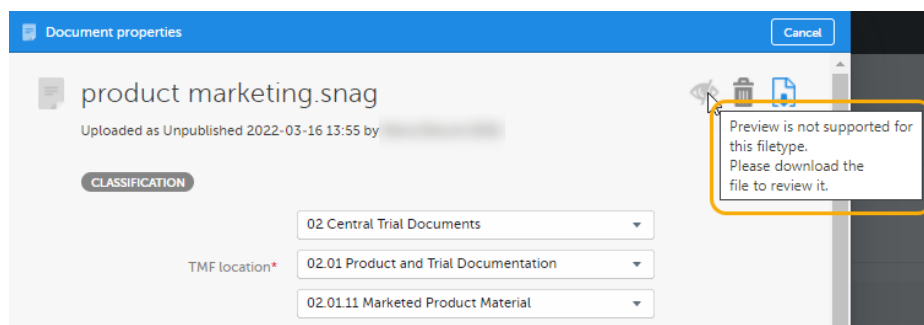 Document properties
Cancel
product marketing.snag
Uploaded as Unpublished 2022-03-16 13:55 by
Preview is not supported for
this filetype.
Please download the
file to review it.
CLASSIFICATION
02 Central Trial Documents
TMF location*
02.01 Product and Trial Documentation
02.01.11 Marketed Product Material